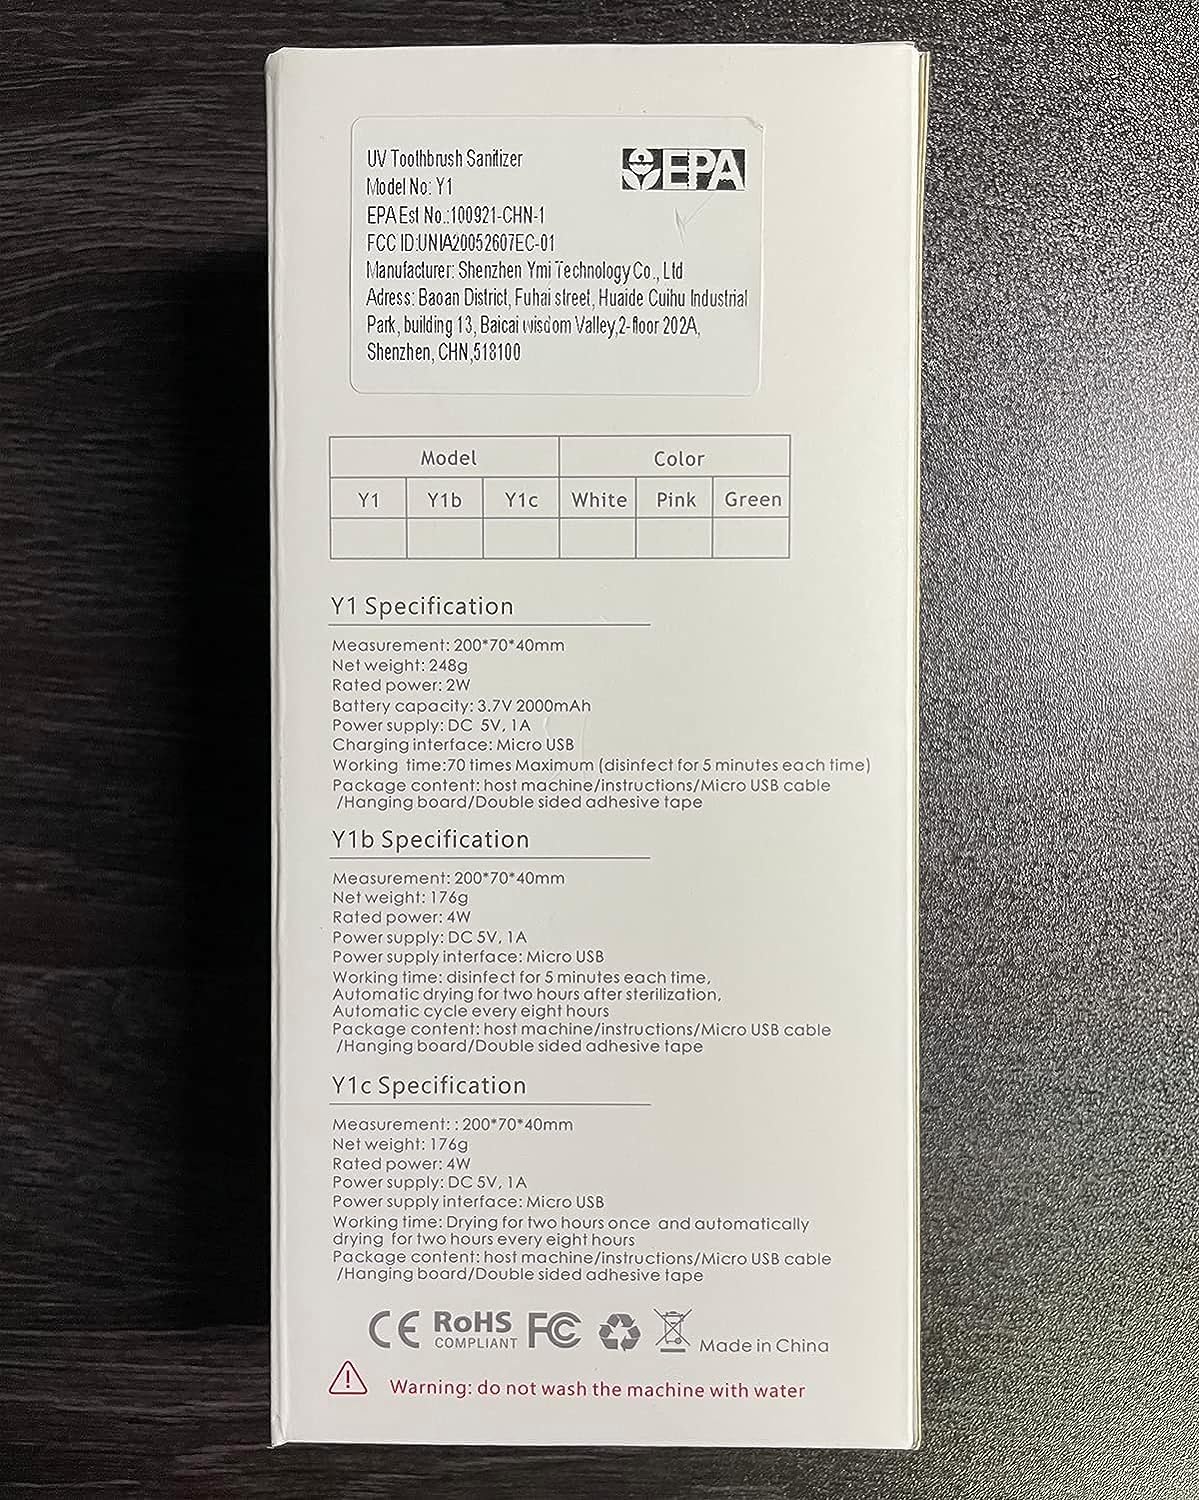 UV Toothbrush Sanitizer
EPA
Model No: Y1
EPA Est No.:100921-CHN-1
FCC ID:UNIA20052607EC-01
Manufacturer: Shenzhen Ymi Technology Co., Ltd
Adress: Baoan District, Fuhai street, Huaide Cuihu Industrial
Park, building 13, Baicai wisdom Valley,2-floor 202A,
Shenzhen, CHN,518100
Model Color
Y1 Y1b Y1c White Pink Green
Y1 Specification
Measurement: 200*70*40mm
Net weight: 248g
Rated power: 2W
Battery capacity: 3.7V 2000mAh
Power supply: DC 5V, 1A
Charging interface: Micro USB
Working time:70 times Maximum (disinfect for 5 minutes each time)
Package content: host machine/instructions/Micro USB cable
/Hanging board/Double sided adhesive tape
Y1b Specification
Measurement: 200*70*40mm
Net weight: 176g
Rated power: 4W
Power supply: DC 5V, 1A
Power supply interface: Micro USB
Working time: disinfect for 5 minutes each time,
Automatic drying for two hours after sterilization,
Automatic cycle every eight hours
Package content: host machine/instructions/Micro USB cable
/Hanging board/Double sided adhesive tape
Y1c Specification
Measurement: : 200*70*40mm
Net weight: 176g
Rated power: 4W
Power supply: DC 5V, 1A
Power supply interface: Micro USB
Working time: Drying for two hours once and automatically
drying for two hours every eight hours
Package content: host machine/instructions/Micro USB cable
/Hanging board/Double sided adhesive tape
CE RoHS COMPLIANT FC Made in China
Warning: do not wash the machine with water